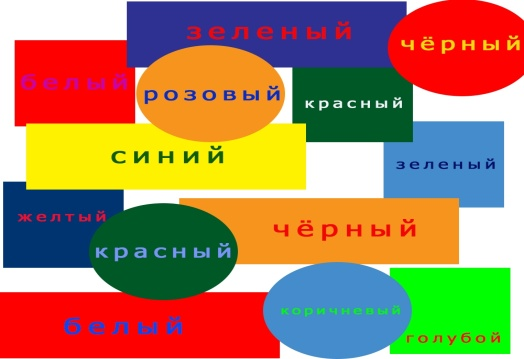 зеленый
чёрный
белый
розовый
красный
синий
зеленый
желтый
чёрный
красный
коричневый
белый
голубой